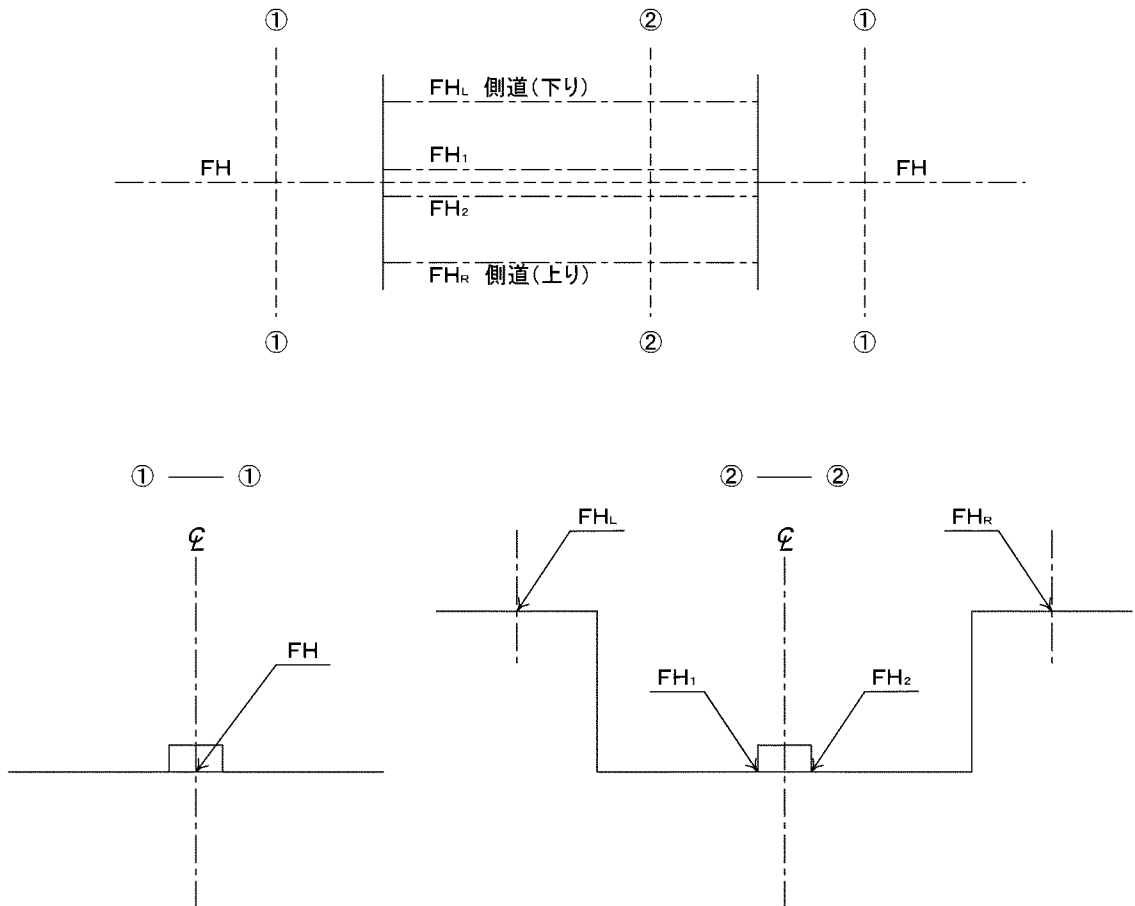 ① ② ①
FHL 側道(下り)
FH FH1 FH
FH2
FHR 側道(上り)
① ② ①
① — ① ② — ②
℄ FHL ℄ FHR
FH FH1 FH2